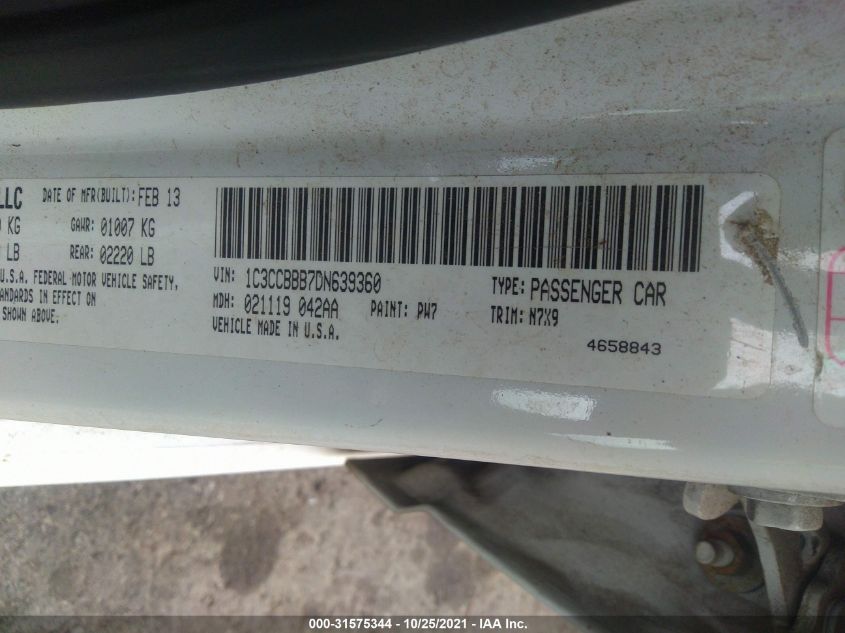 LLC DATE OF MFR(BUILT): FEB 13
KG GAWR: 01007 KG
LB REAR: 02220 LB
U.S.A. FEDERAL MOTOR VEHICLE SAFETY,
EFFECT ON
SHOWN ABOVE.
VIN: 1C3CCBBB7DN639360 TYPE: PASSENGER CAR
MDH: 021119 042AA PAINT: PW7 TRIM: N7X9
VEHICLE MADE IN U.S.A.
4658843
000-31575344 | 10/25/2021 - IAA Inc.